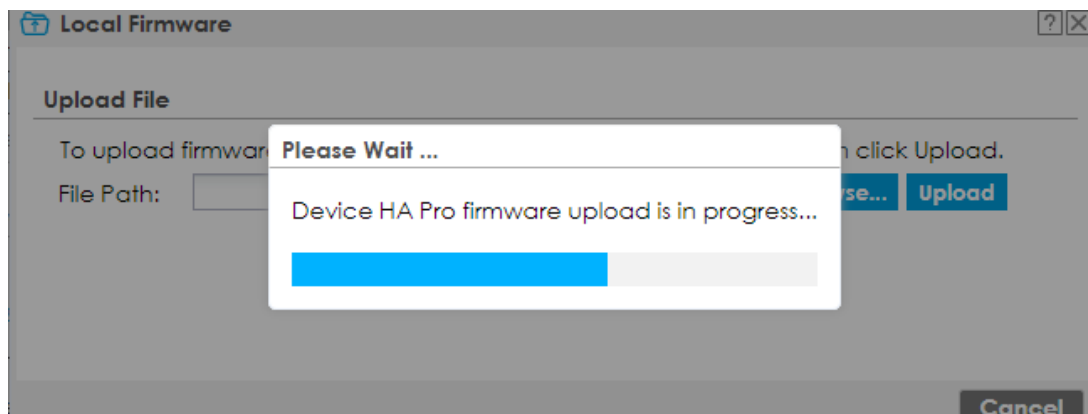 Local Firmware
Upload File
To upload firmwar
click Upload.
File Path:
Upload
Please Wait ...
Device HA Pro firmware upload is in progress...
Cancel